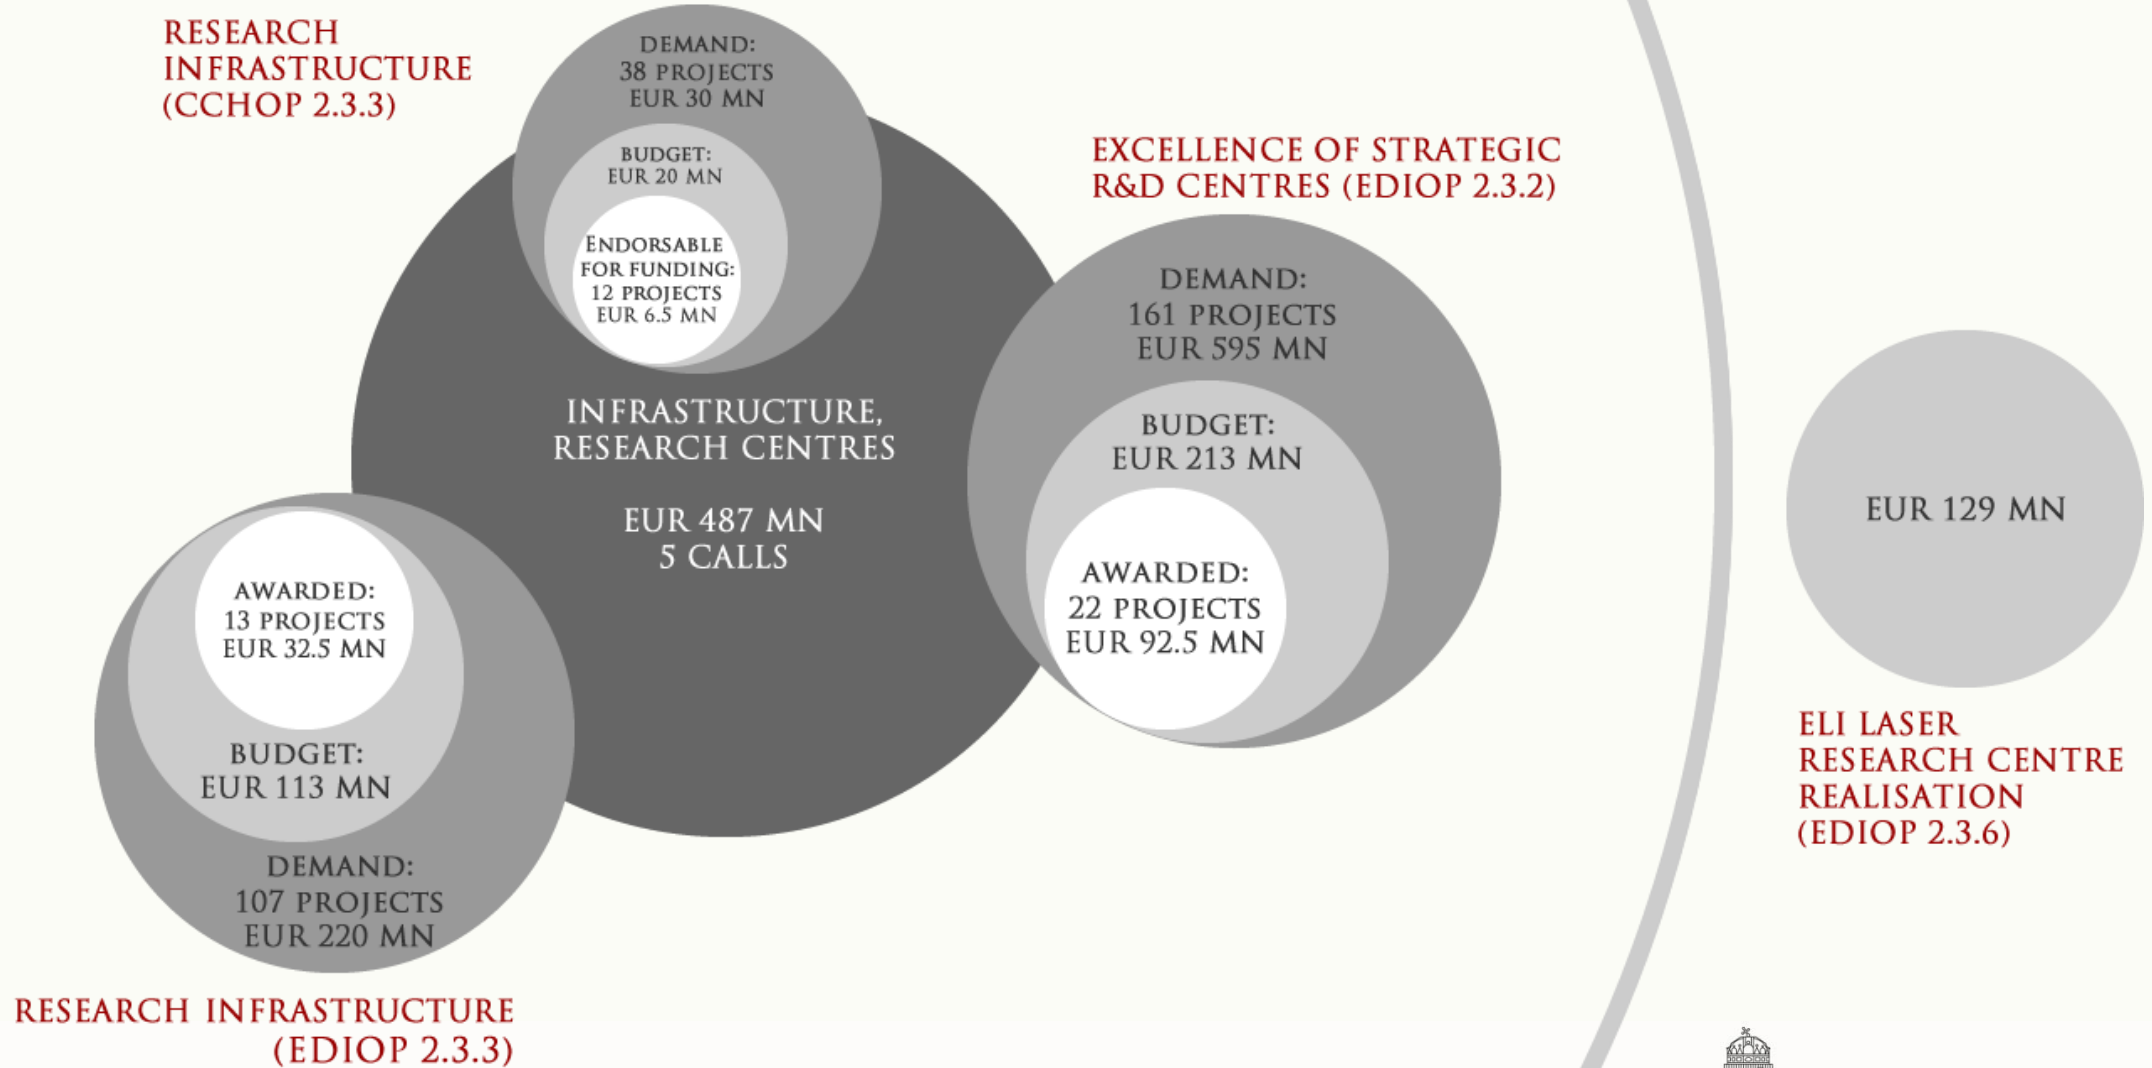 RESEARCH
INFRASTRUCTURE
(CCHOP 2.3.3)
DEMAND:
38 PROJECTS
EUR 30 MN
BUDGET:
EUR 20 MN
ENDORSABLE
FOR FUNDING:
12 PROJECTS
EUR 6.5 MN
EXCELLENCE OF STRATEGIC
R&D CENTRES (EDIOP 2.3.2)
DEMAND:
161 PROJECTS
EUR 595 MN
BUDGET:
EUR 213 MN
AWARDED:
22 PROJECTS
EUR 92.5 MN
INFRASTRUCTURE,
RESEARCH CENTRES
EUR 487 MN
5 CALLS
AWARDED:
13 PROJECTS
EUR 32.5 MN
BUDGET:
EUR 113 MN
DEMAND:
107 PROJECTS
EUR 220 MN
RESEARCH INFRASTRUCTURE
(EDIOP 2.3.3)
EUR 129 MN
ELI LASER
RESEARCH CENTRE
REALISATION
(EDIOP 2.3.6)